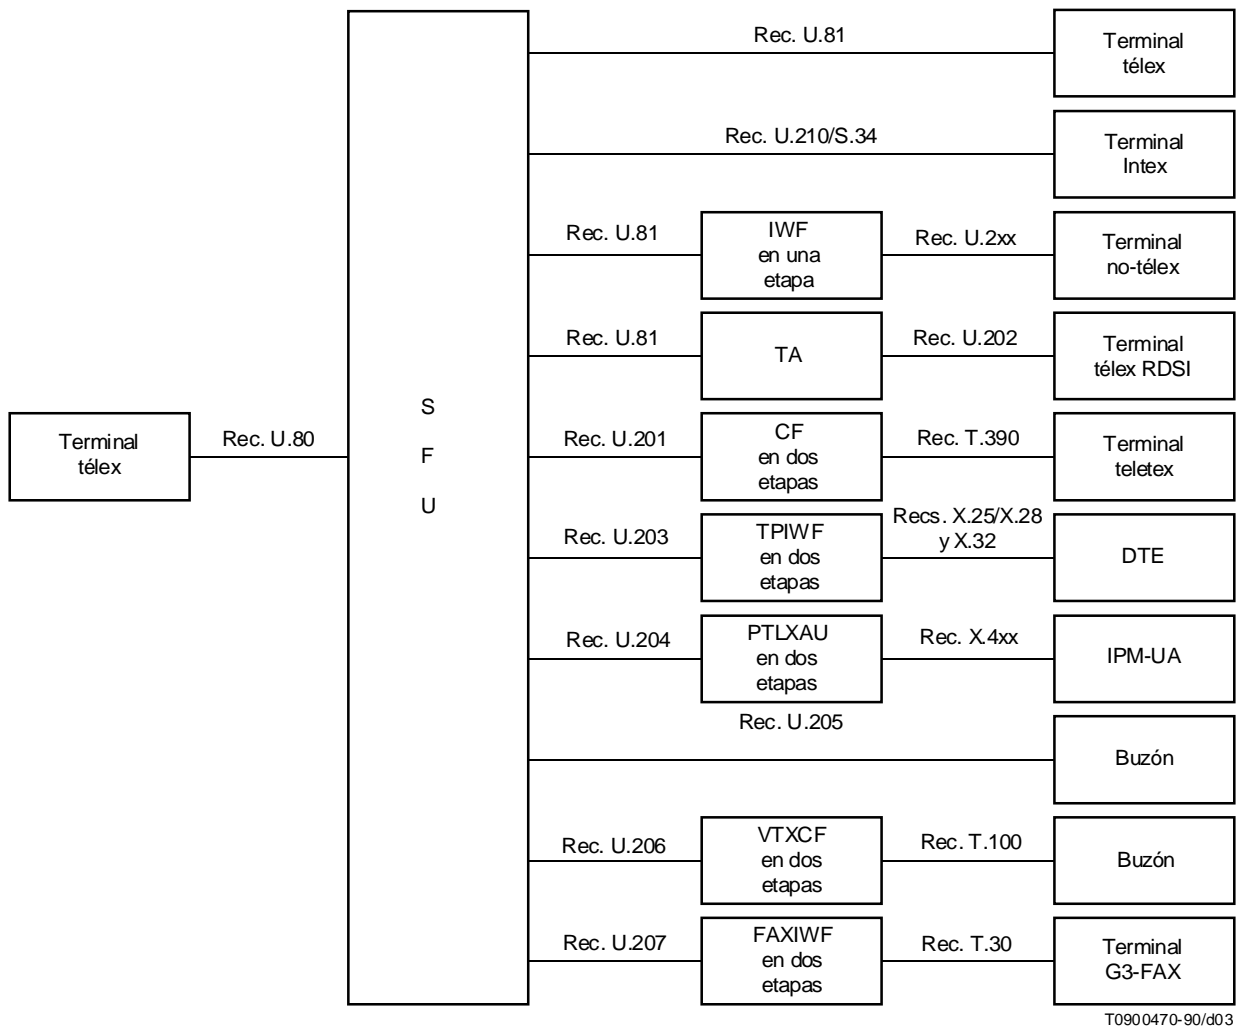 Rec. U.81
Terminal
télex
Rec. U.210/S.34
Terminal
Intex
Rec. U.81
IWF
en una
etapa
Rec. U.2xx
Terminal
no-télex
Rec. U.81
TA
Rec. U.202
Terminal
télex RDSI
Terminal
télex
Rec. U.80
S
F
U
Rec. U.201
CF
en dos
etapas
Rec. T.390
Terminal
teletex
Rec. U.203
TPIWF
en dos
etapas
Recs. X.25/X.28
y X.32
DTE
Rec. U.204
PTLXAU
en dos
etapas
Rec. X.4xx
IPM-UA
Rec. U.205
Buzón
Rec. U.206
VTXCF
en dos
etapas
Rec. T.100
Buzón
Rec. U.207
FAXIWF
en dos
etapas
Rec. T.30
Terminal
G3-FAX
T0900470-90/d03